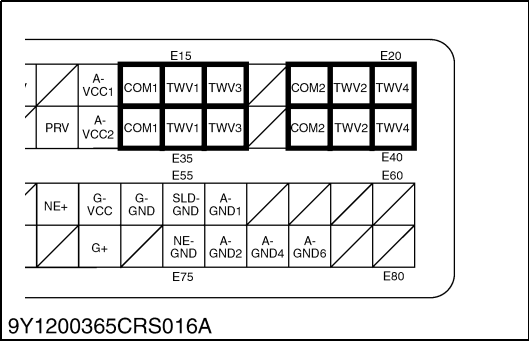 E15 E20
A-VCC1 COM1 TWV1 TWV3 COM2 TWV2 TWV4
PRV A-VCC2 COM1 TWV1 TWV3 COM2 TWV2 TWV4
E35 E40
E55 E60
NE+ G-VCC G-GND SLD-GND A-GND1
G+ NE-GND A-GND2 A-GND4 A-GND6
E75 E80
9Y1200365CRS016A